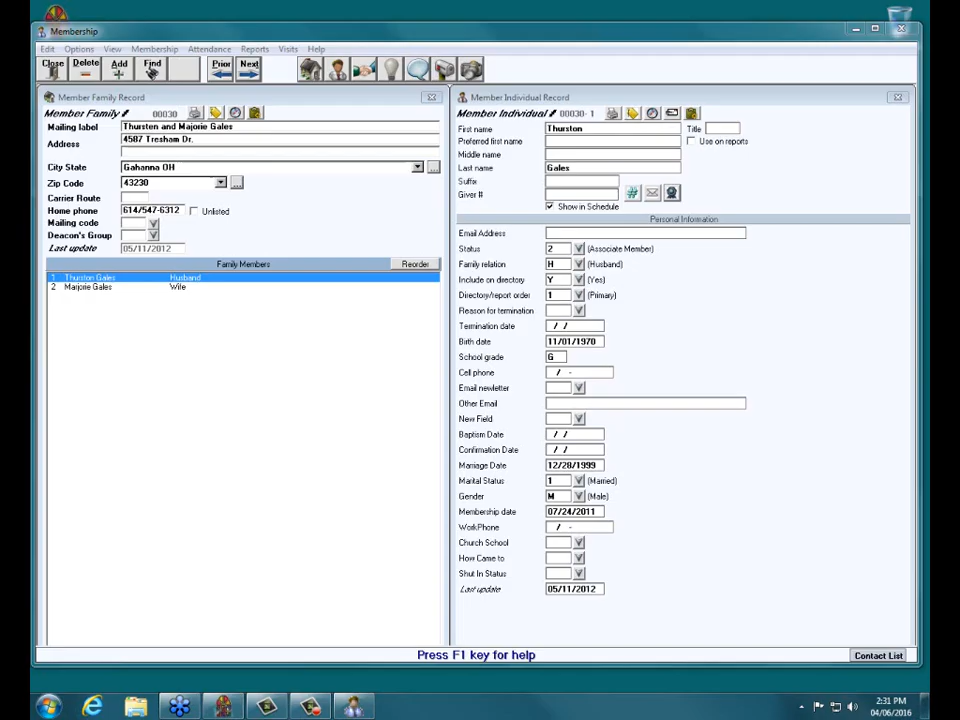 Membership
Edit Options View Membership Attendance Reports Visits Help
Close Delete Add Find Prior Next
Member Family Record
Member Family # 00030
Mailing label Thursten and Marjorie Gales
Address 4587 Tresham Dr.
City State Gahanna OH
Zip Code 43230 ...
Carrier Route
Home phone 614/547-6312 Unlisted
Mailing code
Deacon's Group
Last update 05/11/2012
Family Members Reorder
1 Thurston Gales Husband
2 Marjorie Gales Wife
Member Individual Record
Member Individual # 00030-1
First name Thurston Title
Preferred first name Use on reports
Middle name
Last name Gales
Suffix
Giver # #
Show in Schedule
Personal Information
Email Address
Status 2 (Associate Member)
Family relation H (Husband)
Include on directory Y (Yes)
Directory/report order 1 (Primary)
Reason for termination
Termination date / /
Birth date 11/01/1970
School grade G
Cell phone / -
Email newletter
Other Email
New Field
Baptism Date / /
Confirmation Date / /
Marriage Date 12/28/1999
Marital Status 1 (Married)
Gender M (Male)
Membership date 07/24/2011
WorkPhone / -
Church School
How Came to
Shut In Status
Last update 05/11/2012
Press F1 key for help
Contact List
2:31 PM
04/06/2016